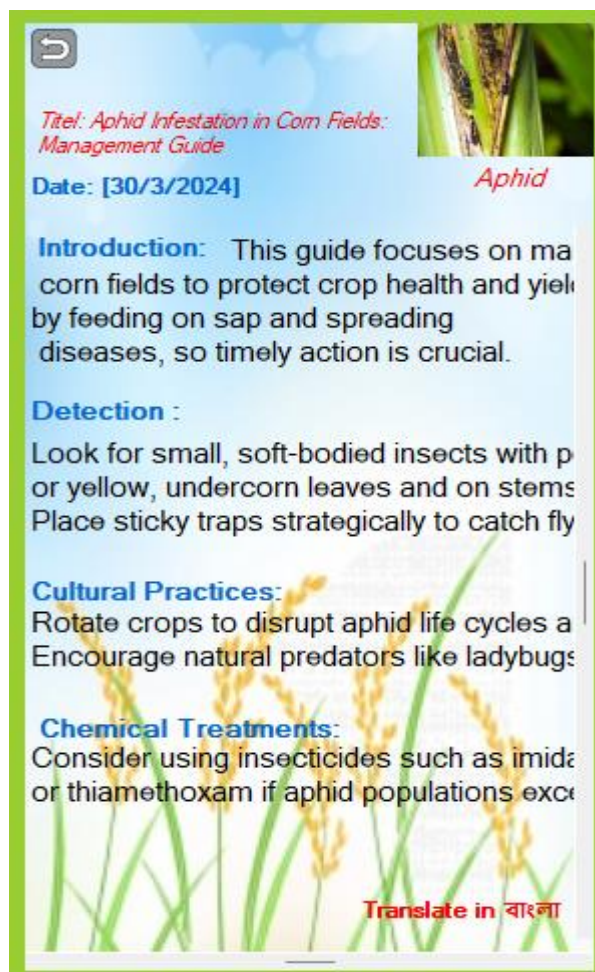 Titel: Aphid Infestation in Corn Fields:
Management Guide
Aphid
Date: [30/3/2024]
Introduction: This guide focuses on ma
corn fields to protect crop health and yiel
by feeding on sap and spreading
diseases, so timely action is crucial.
Detection :
Look for small, soft-bodied insects with p
or yellow, undercorn leaves and on stems
Place sticky traps strategically to catch fly
Cultural Practices:
Rotate crops to disrupt aphid life cycles a
Encourage natural predators like ladybugs
Chemical Treatments:
Consider using insecticides such as imida
or thiamethoxam if aphid populations exce
Translate in বাংলা